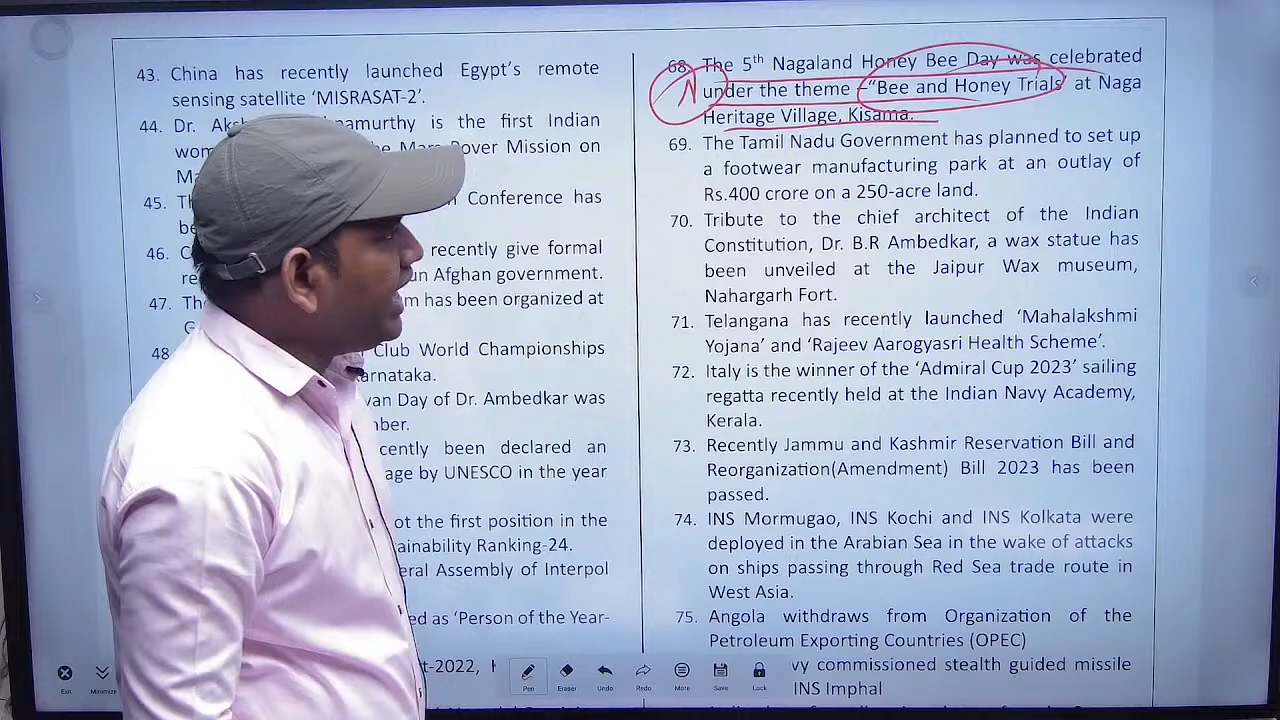 43. China has recently launched Egypt's remote
sensing satellite 'MISRASAT-2'.
44. Dr. namurthy is the first Indian
Rover Mission on
45. Conference has
46. recently give formal
Afghan government.
47. has been organized at
48 Club World Championships
Day of Dr. Ambedkar was
been declared an
by UNESCO in the year
the first position in the
Ranking-24.
Assembly of Interpol
as 'Person of the Year-
t-2022,
68. The 5th Nagaland Honey Bee Day was celebrated
under the theme -"Bee and Honey Trials' at Naga
Heritage Village, Kisama.
69. The Tamil Nadu Government has planned to set up
a footwear manufacturing park at an outlay of
Rs.400 crore on a 250-acre land.
70. Tribute to the chief architect of the Indian
Constitution, Dr. B.R Ambedkar, a wax statue has
been unveiled at the Jaipur Wax museum,
Nahargarh Fort.
71. Telangana has recently launched 'Mahalakshmi
Yojana' and 'Rajeev Aarogyasri Health Scheme'.
72. Italy is the winner of the 'Admiral Cup 2023' sailing
regatta recently held at the Indian Navy Academy,
Kerala.
73. Recently Jammu and Kashmir Reservation Bill and
Reorganization(Amendment) Bill 2023 has been
passed.
74. INS Mormugao, INS Kochi and INS Kolkata were
deployed in the Arabian Sea in the wake of attacks
on ships passing through Red Sea trade route in
West Asia.
75. Angola withdraws from Organization of the
Petroleum Exporting Countries (OPEC)
vy commissioned stealth guided missile
INS Imphal
Exit Minimize Pen Eraser Undo Redo More Save Lock